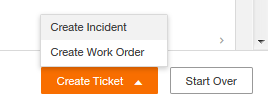 Create Incident
Create Work Order
Create Ticket
Start Over